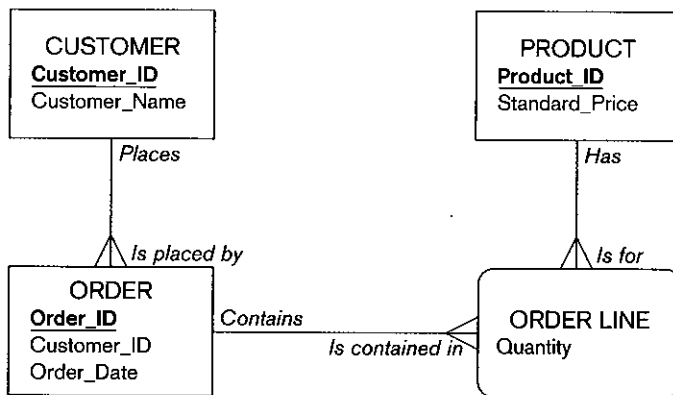 CUSTOMER
Customer_ID
Customer_Name
PRODUCT
Product_ID
Standard_Price
Places
Has
Is placed by
Is for
ORDER
Order_ID
Customer_ID
Order_Date
Contains
Is contained in
ORDER LINE
Quantity